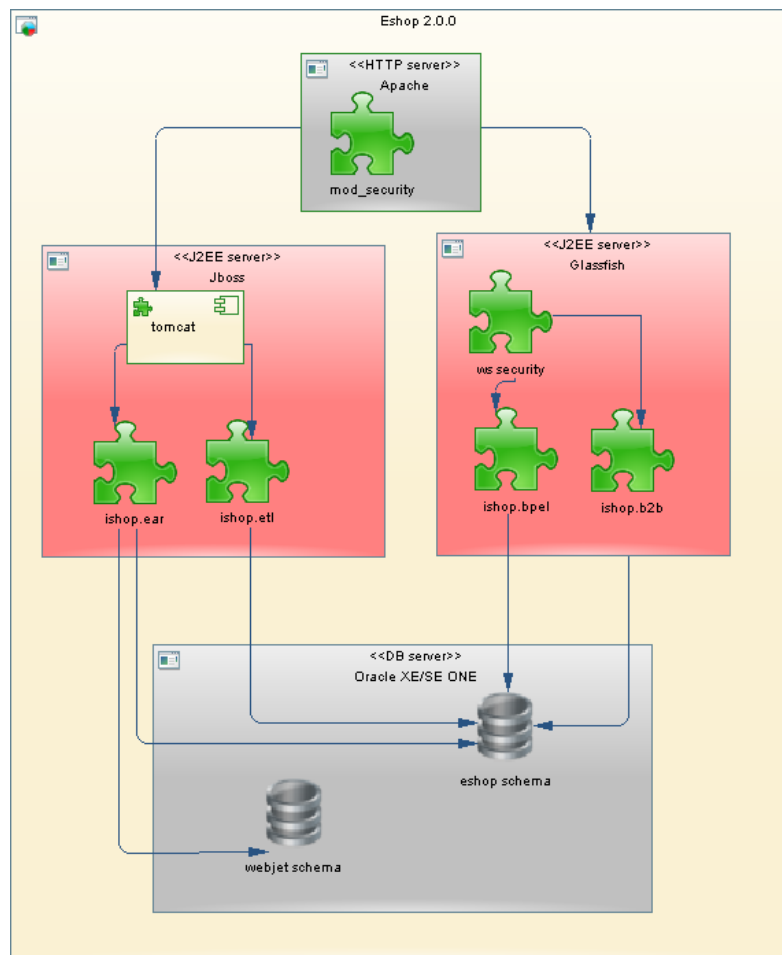 Eshop 2.0.0
<<HTTP server>>
Apache
mod_security
<<J2EE server>>
Jboss
tomcat
ishop.ear
ishop.etl
<<J2EE server>>
Glassfish
ws security
ishop.bpel
ishop.b2b
<<DB server>>
Oracle XE/SE ONE
eshop schema
webjet schema